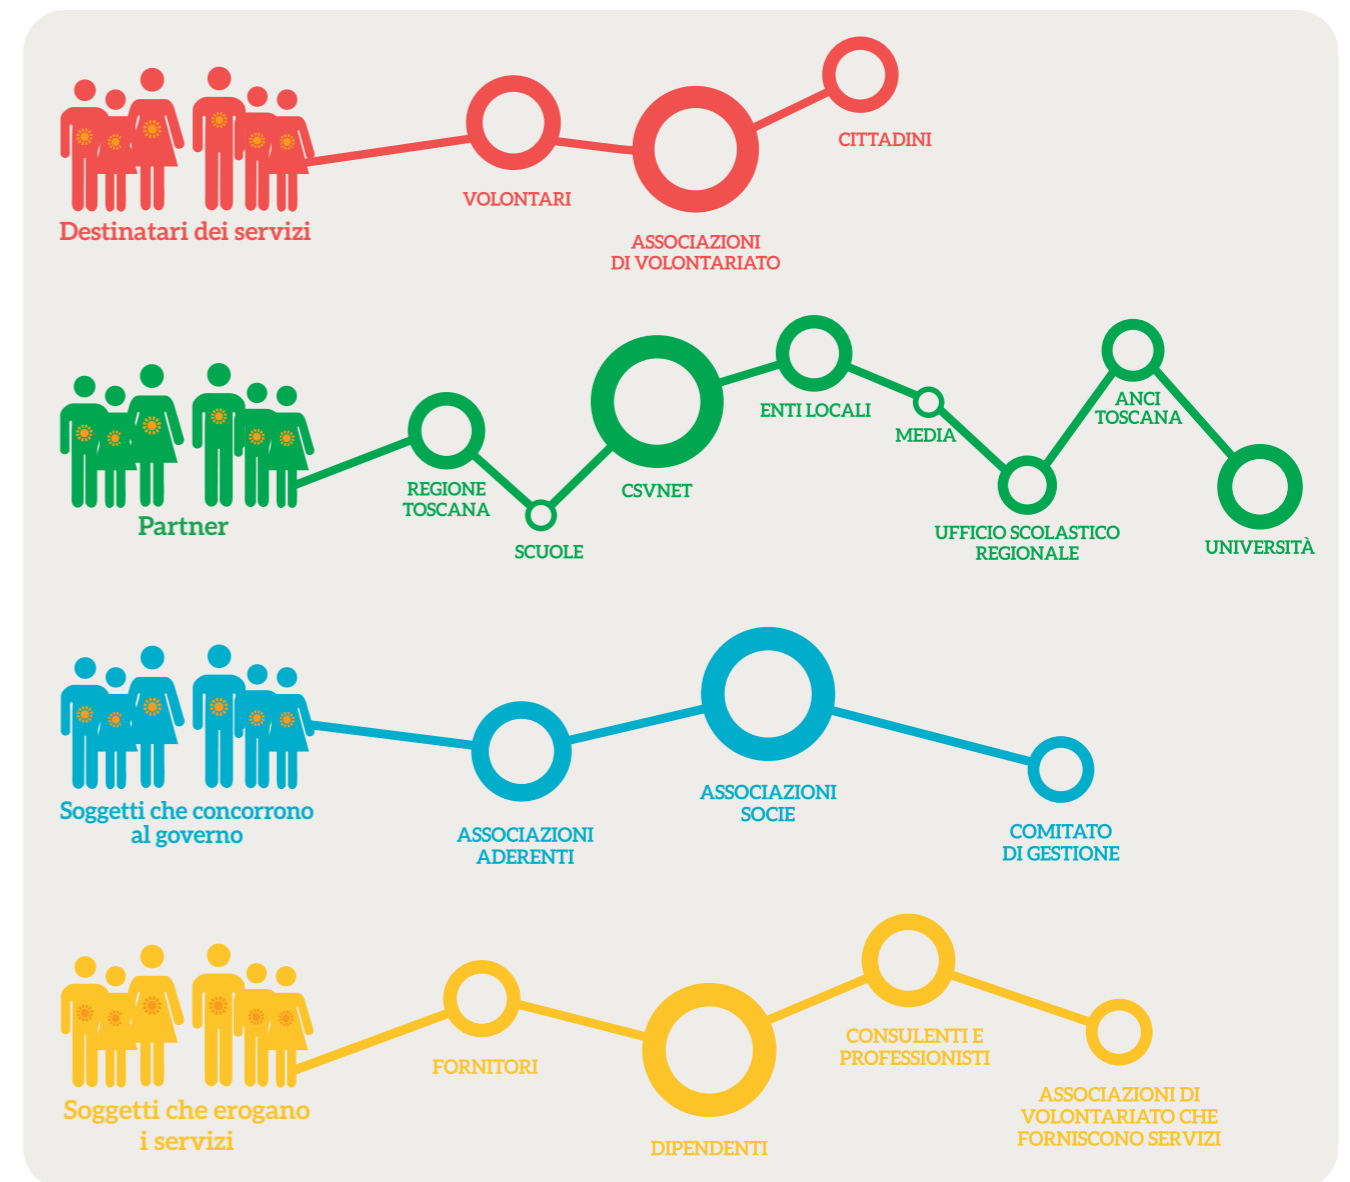 CITTADINI
VOLONTARI
Destinatari dei servizi
ASSOCIAZIONI
DI VOLONTARIATO
ENTI LOCALI
ANCI
TOSCANA
MEDIA
REGIONE
TOSCANA
CSVNET
Partner
SCUOLE
UFFICIO SCOLASTICO
REGIONALE
UNIVERSITÀ
Soggetti che concorrono
al governo
ASSOCIAZIONI
ADERENTI
ASSOCIAZIONI
SOCIE
COMITATO
DI GESTIONE
Soggetti che erogano
i servizi
FORNITORI
DIPENDENTI
CONSULENTI E
PROFESSIONISTI
ASSOCIAZIONI DI
VOLONTARIATO CHE
FORNISCONO SERVIZI